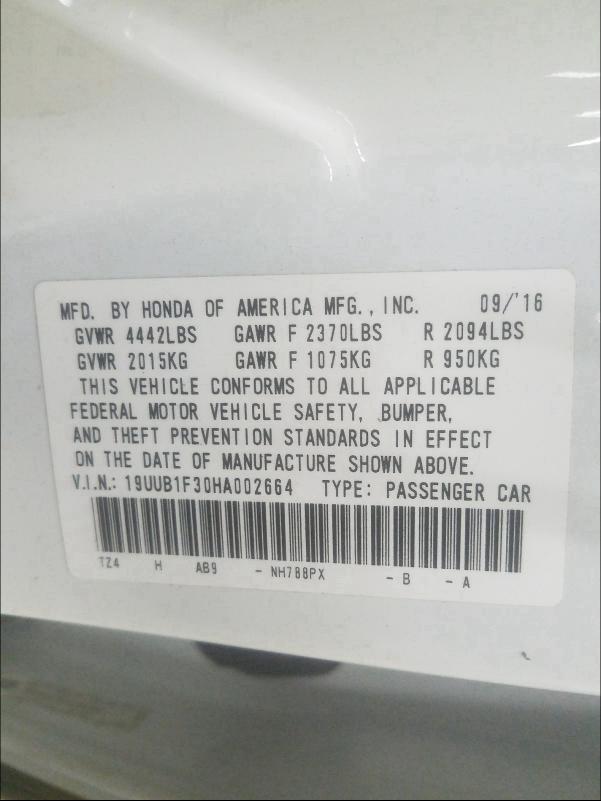 MFD. BY HONDA OF AMERICA MFG., INC. 09/'16
GVWR 4442LBS GAWR F 2370LBS R 2094LBS
GVWR 2015KG GAWR F 1075KG R 950KG
THIS VEHICLE CONFORMS TO ALL APPLICABLE
FEDERAL MOTOR VEHICLE SAFETY, BUMPER,
AND THEFT PREVENTION STANDARDS IN EFFECT
ON THE DATE OF MANUFACTURE SHOWN ABOVE.
V.I.N.: 19UUB1F30HA002664 TYPE: PASSENGER CAR
TZ4 H AB9 - NH788PX - B - A